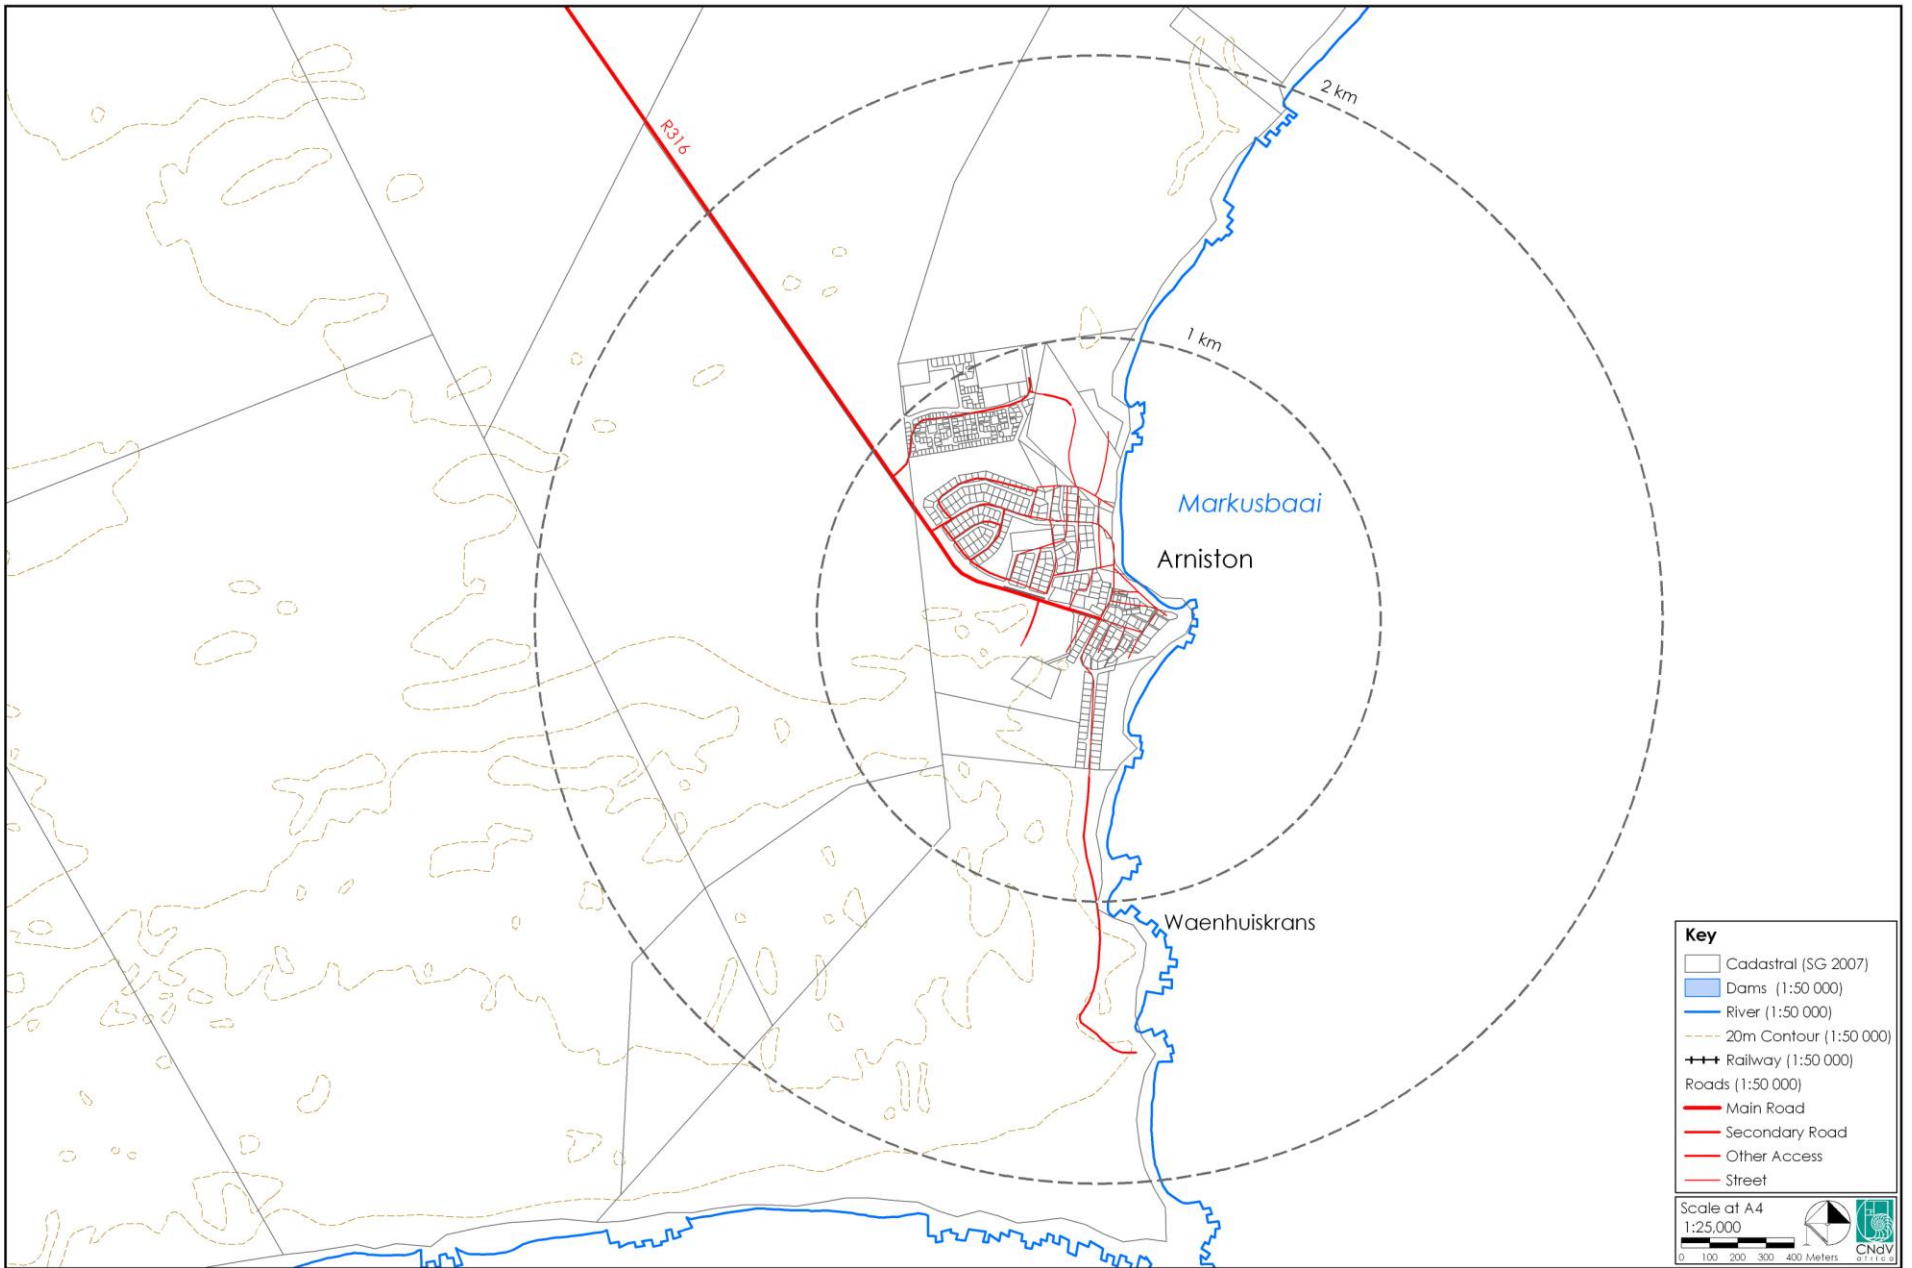 2 km
R316
1 km
Markusbaai
Arniston
Waenhuiskrans
Key
Cadastral (SG 2007)
Dams (1:50 000)
River (1:50 000)
20m Contour (1:50 000)
Railway (1:50 000)
Roads (1:50 000)
Main Road
Secondary Road
Other Access
Street
Scale at A4
1:25,000
0 100 200 300 400 Meters
N
CNdV
africa